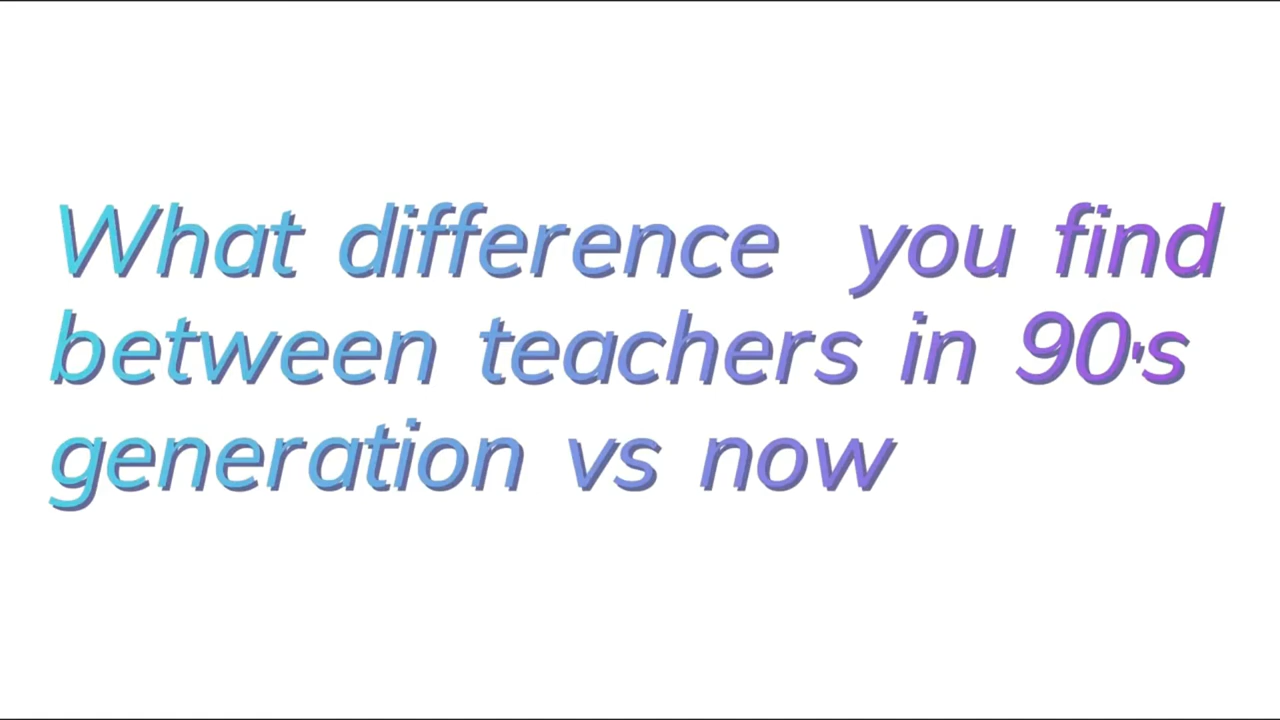 What difference  you find
between teachers in 90's
generation vs now